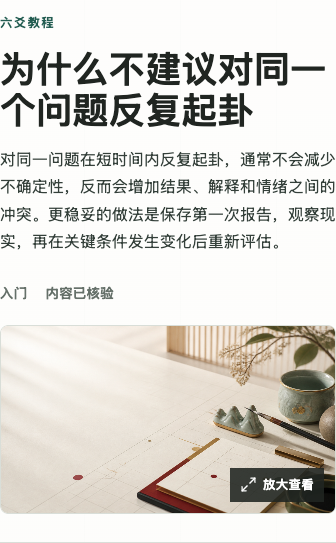 六爻教程
为什么不建议对同一
个问题反复起卦
对同一问题在短时间内反复起卦，通常不会减少
不确定性，反而会增加结果、解释和情绪之间的
冲突。更稳妥的做法是保存第一次报告，观察现
实，再在关键条件发生变化后重新评估。
入门 内容已核验
放大查看